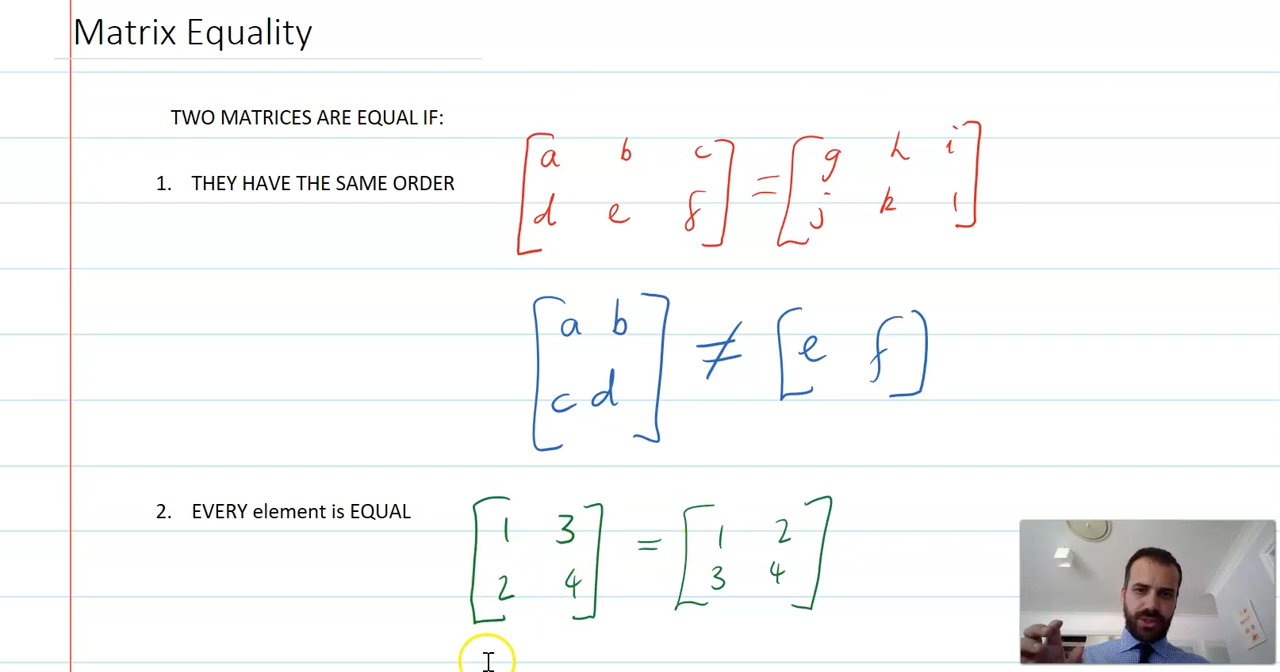 Matrix Equality
TWO MATRICES ARE EQUAL IF:
1. THEY HAVE THE SAME ORDER
[a b c] = [g h i]
[d e f] [j k l]
[a b] ≠ [e f]
[c d]
2. EVERY element is EQUAL
[1 3] = [1 2]
[2 4] [3 4]